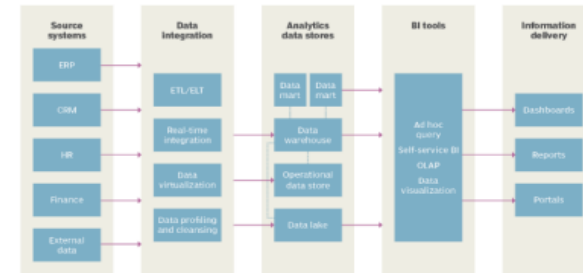 Source
systems
ERP
CRM
HR
Finance
External
data
Data
integration
ETL/ELT
Real-time
integration
Data
virtualization
Data profiling
and cleansing
Analytics
data stores
Data
mart
Data
mart
Data
warehouse
Operational
data store
Data lake
BI tools
Ad hoc
query
Self-service BI
OLAP
Data
visualization
Information
delivery
Dashboards
Reports
Portals